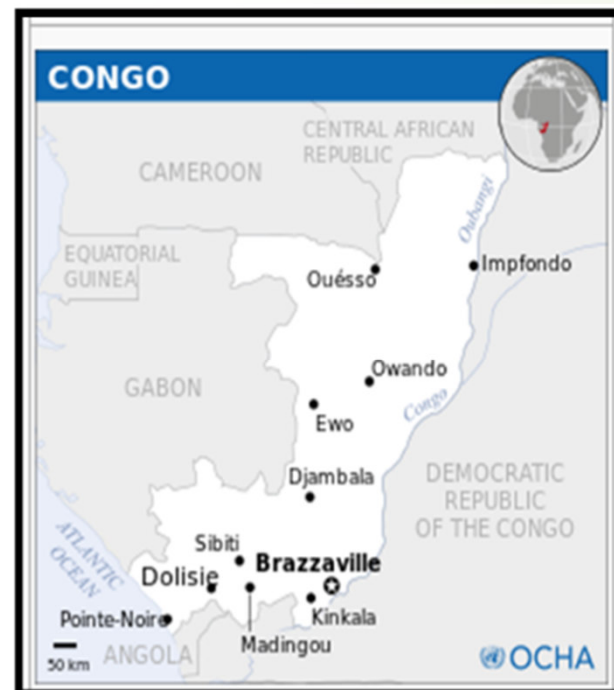 CONGO
CENTRAL AFRICAN
REPUBLIC
CAMEROON
Oubangi
EQUATORIAL
GUINEA
Impfondo
Ouésso
Owando
GABON
Congo
Ewo
DEMOCRATIC
REPUBLIC
OF THE CONGO
Djambala
ATLANTIC
OCEAN
Sibiti
Brazzaville
Dolisie
Kinkala
Pointe-Noire
Madingou
ANGOLA
50 km
OCHA